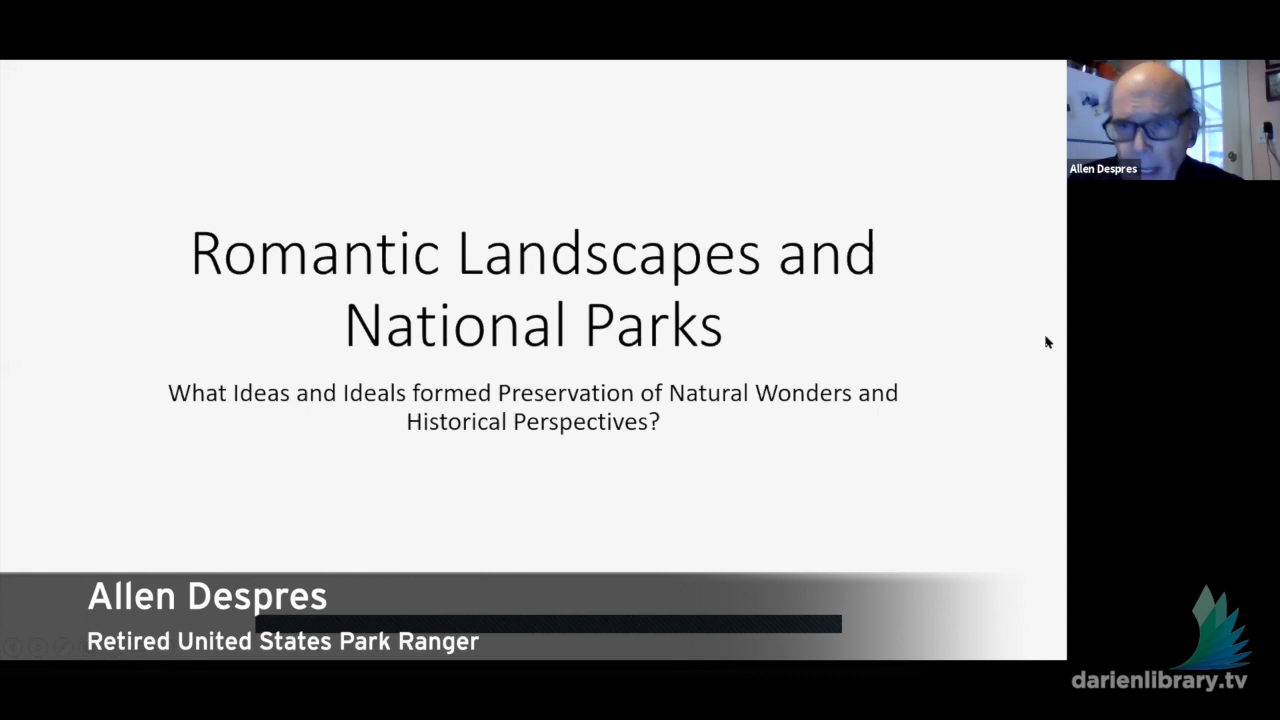 Romantic Landscapes and
National Parks
What Ideas and Ideals formed Preservation of Natural Wonders and
Historical Perspectives?
Allen Despres
Allen Despres
Retired United States Park Ranger
darienlibrary.tv